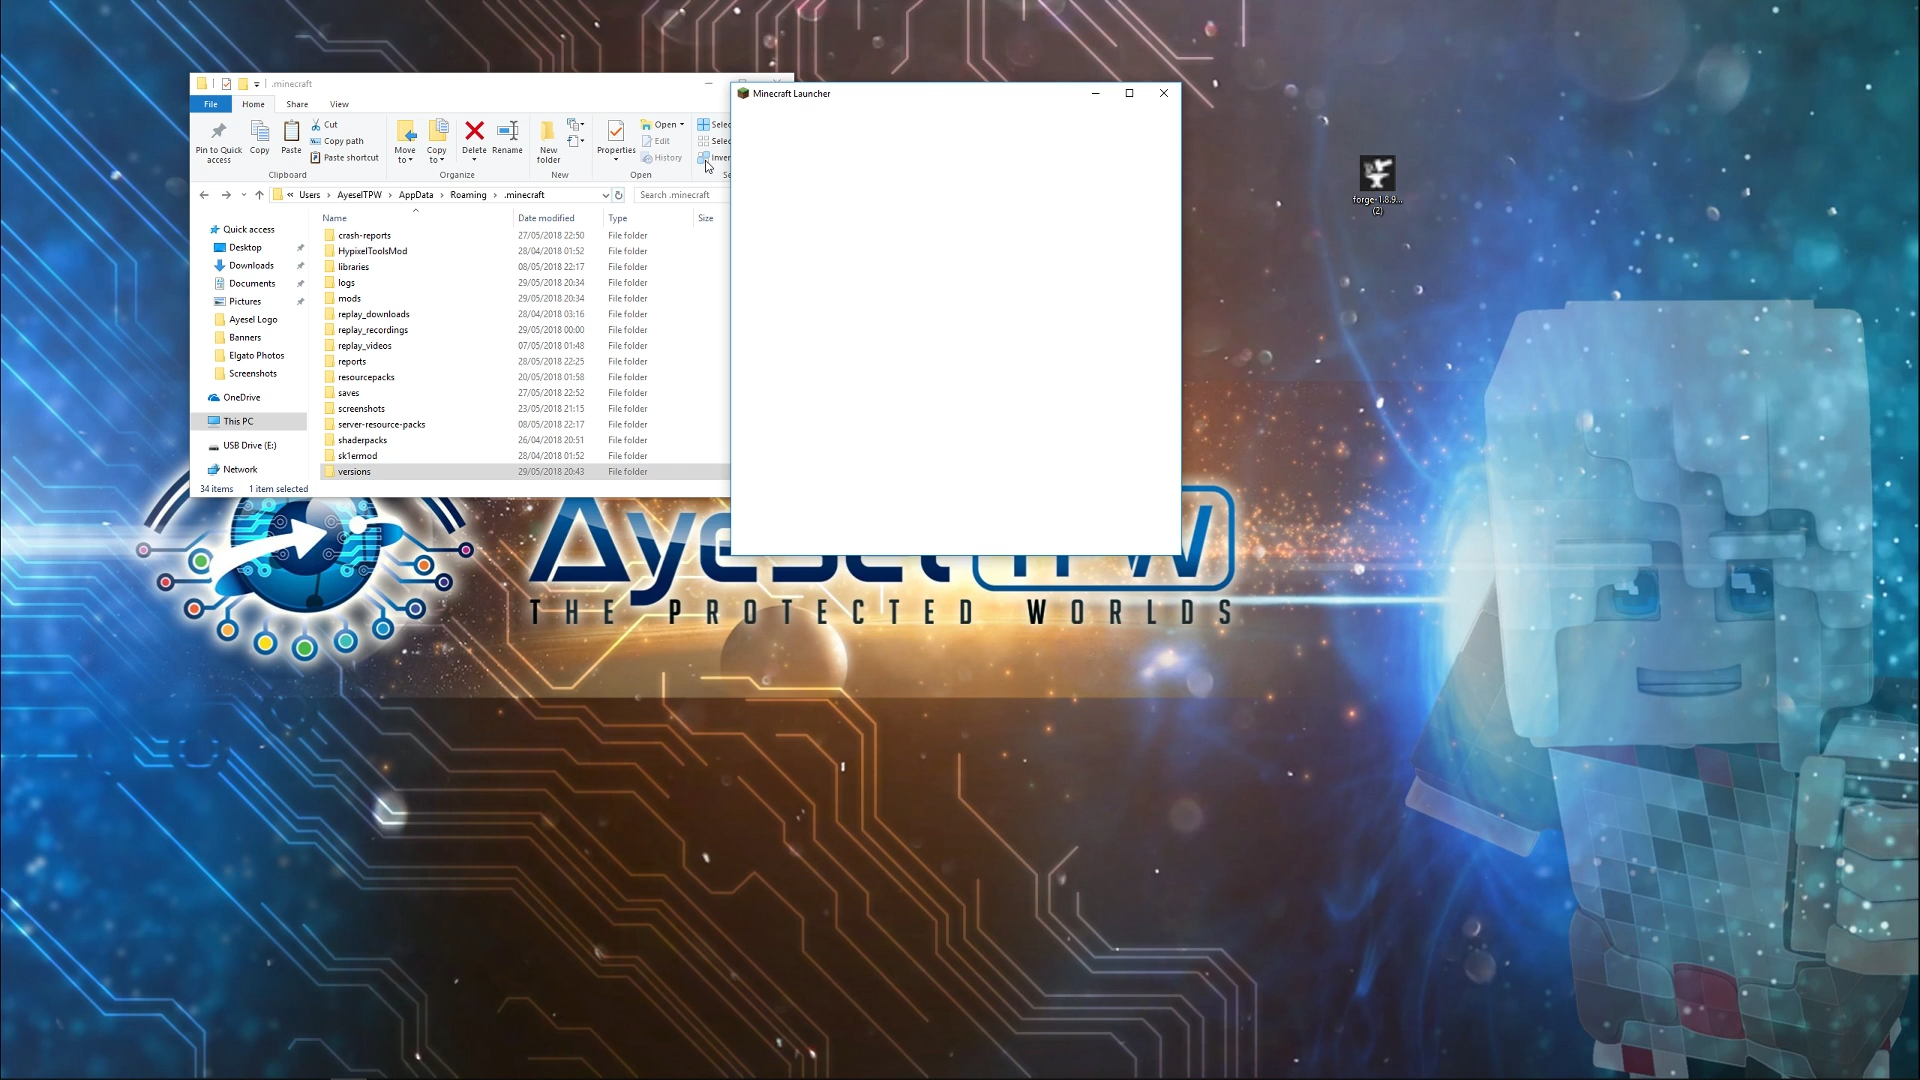 .minecraft
File Home Share View
Pin to Quick access
Copy
Paste
Cut
Copy path
Paste shortcut
Move to
Copy to
Delete
Rename
New folder
Properties
Open
Edit
History
Clipboard Organize New Open
« Users › AyeselTPW › AppData › Roaming › .minecraft
Search .minecraft
Name Date modified Type Size
Quick access
Desktop
Downloads
Documents
Pictures
Ayesel Logo
Banners
Elgato Photos
Screenshots
OneDrive
This PC
USB Drive (E:)
Network
crash-reports 27/05/2018 22:50 File folder
HypixelToolsMod 28/04/2018 01:52 File folder
libraries 08/05/2018 22:17 File folder
logs 29/05/2018 20:34 File folder
mods 29/05/2018 20:34 File folder
replay_downloads 28/04/2018 03:16 File folder
replay_recordings 29/05/2018 00:00 File folder
replay_videos 07/05/2018 01:48 File folder
reports 28/05/2018 22:25 File folder
resourcepacks 20/05/2018 01:58 File folder
saves 27/05/2018 22:52 File folder
screenshots 23/05/2018 21:15 File folder
server-resource-packs 08/05/2018 22:17 File folder
shaderpacks 26/04/2018 20:51 File folder
sk1ermod 28/04/2018 01:52 File folder
versions 29/05/2018 20:43 File folder
34 items 1 item selected
Minecraft Launcher
forge-1.8.9...
(2)
THE PROTECTED WORLDS